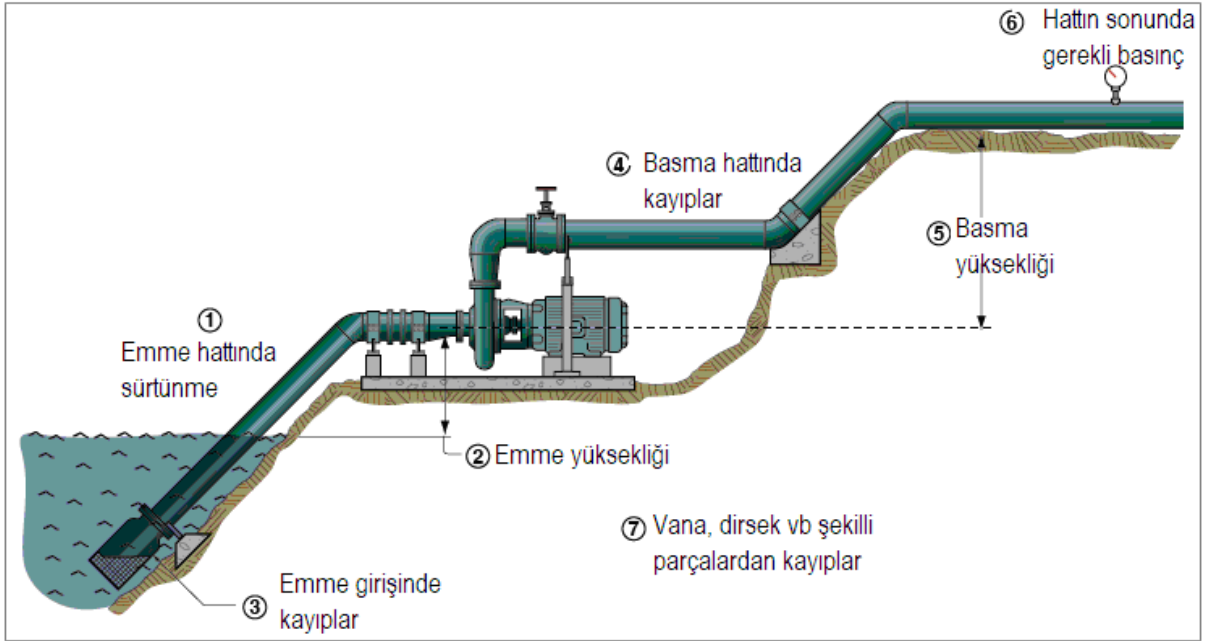 ⑥ Hattın sonunda
gerekli basınç
④ Basma hattında
kayıplar
⑤ Basma
yüksekliği
①
Emme hattında
sürtünme
② Emme yüksekliği
⑦ Vana, dirsek vb şekilli
parçalardan kayıplar
③ Emme girişinde
kayıplar